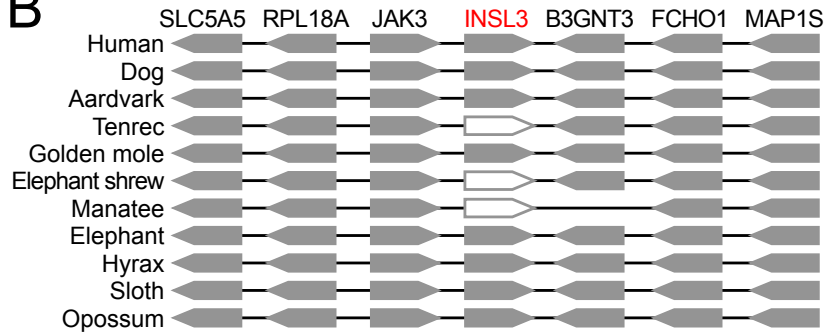 B
SLC5A5 RPL18A JAK3 INSL3 B3GNT3 FCHO1 MAP1S
Human
Dog
Aardvark
Tenrec
Golden mole
Elephant shrew
Manatee
Elephant
Hyrax
Sloth
Opossum